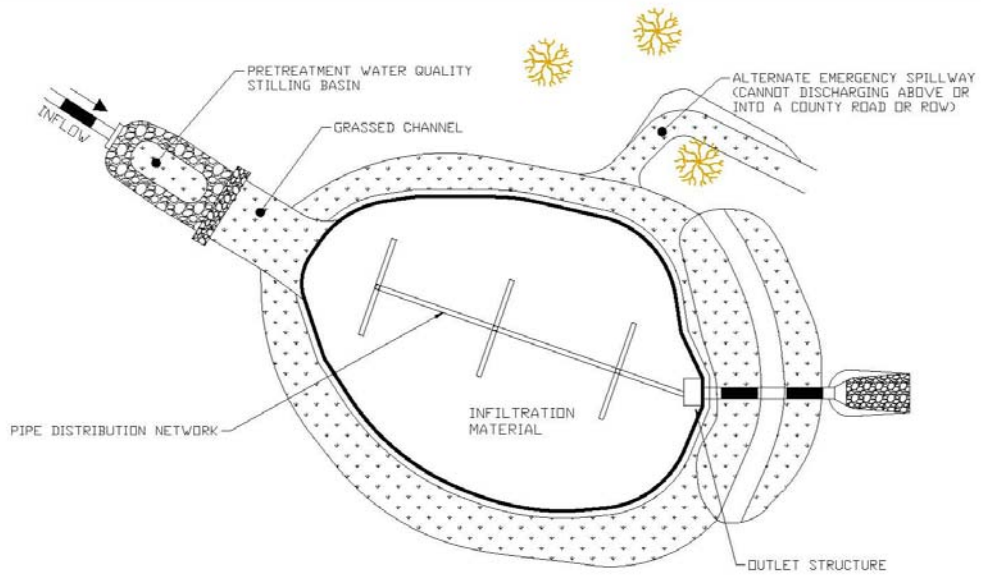 PRETREATMENT WATER QUALITY
STILLING BASIN
ALTERNATE EMERGENCY SPILLWAY
(CANNOT DISCHARGING ABOVE OR
INTO A COUNTY ROAD OR ROW)
INFLOW
GRASSED CHANNEL
INFILTRATION
MATERIAL
PIPE DISTRIBUTION NETWORK
OUTLET STRUCTURE